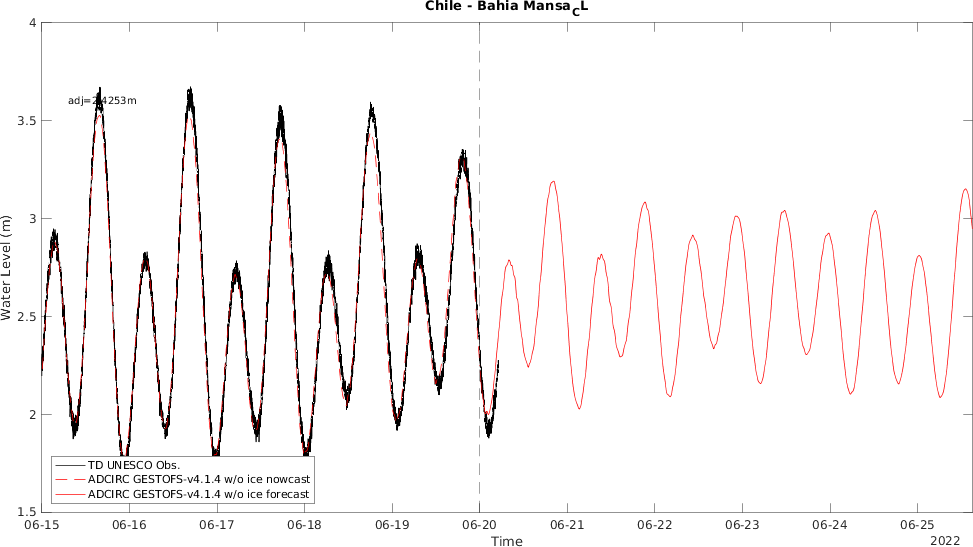 Chile - Bahia Mansa_CL
adj=2.4253m
4
3.5
3
2.5
2
1.5
Water Level (m)
TD UNESCO Obs.
ADCIRC GESTOFS-v4.1.4 w/o ice nowcast
ADCIRC GESTOFS-v4.1.4 w/o ice forecast
06-15 06-16 06-17 06-18 06-19 06-20 06-21 06-22 06-23 06-24 06-25
Time
2022